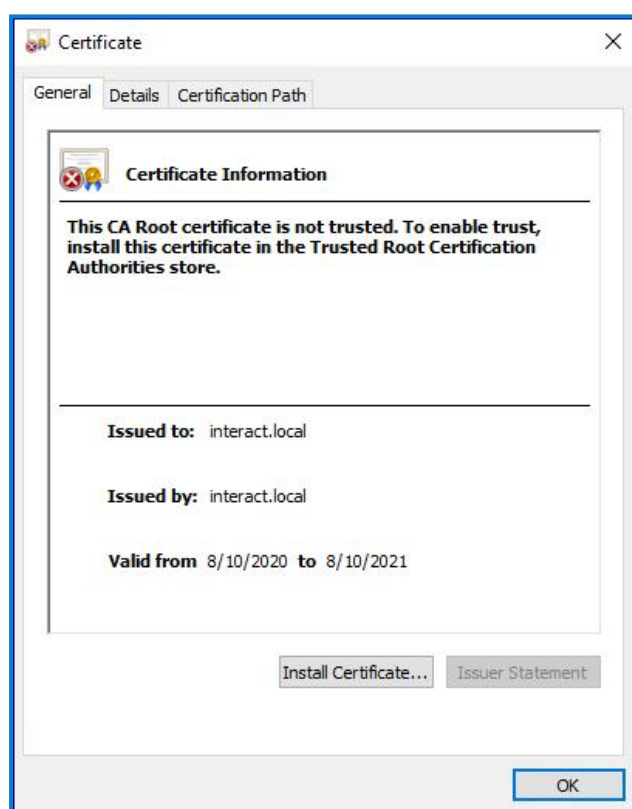 Certificate
General Details Certification Path
Certificate Information
This CA Root certificate is not trusted. To enable trust,
install this certificate in the Trusted Root Certification
Authorities store.
Issued to: interact.local
Issued by: interact.local
Valid from 8/10/2020 to 8/10/2021
Install Certificate... Issuer Statement
OK